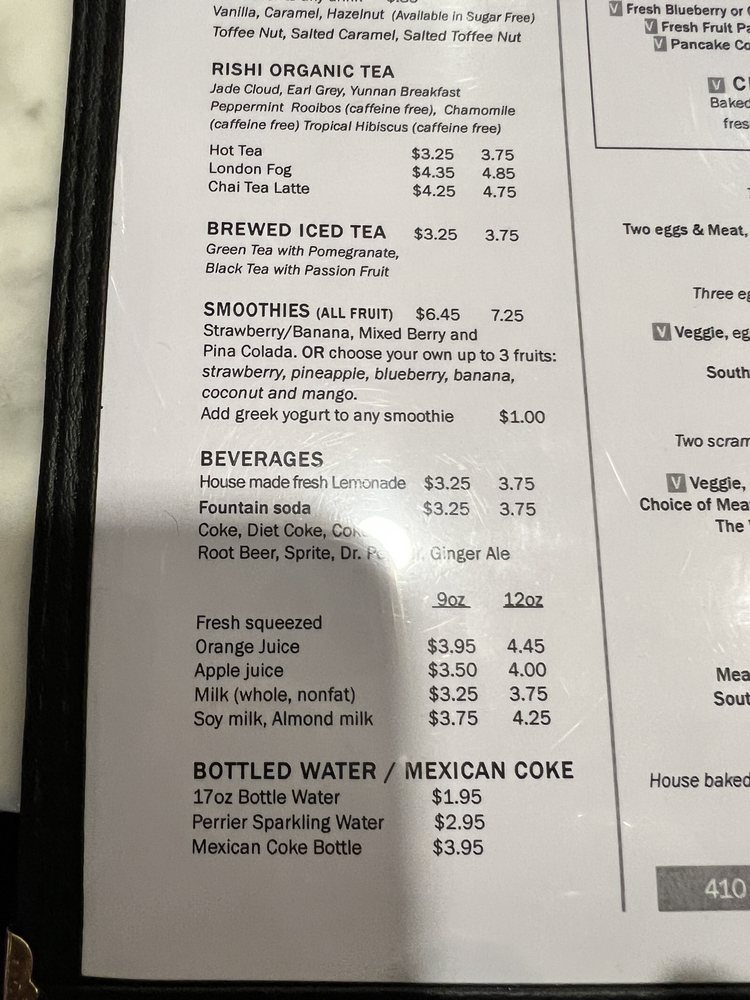 Vanilla, Caramel, Hazelnut (Available in Sugar Free)
Toffee Nut, Salted Caramel, Salted Toffee Nut
RISHI ORGANIC TEA
Jade Cloud, Earl Grey, Yunnan Breakfast
Peppermint Rooibos (caffeine free), Chamomile
(caffeine free) Tropical Hibiscus (caffeine free)
Hot Tea $3.25 3.75
London Fog $4.35 4.85
Chai Tea Latte $4.25 4.75
BREWED ICED TEA $3.25 3.75
Green Tea with Pomegranate,
Black Tea with Passion Fruit
SMOOTHIES (ALL FRUIT) $6.45 7.25
Strawberry/Banana, Mixed Berry and
Pina Colada. OR choose your own up to 3 fruits:
strawberry, pineapple, blueberry, banana,
coconut and mango.
Add greek yogurt to any smoothie $1.00
BEVERAGES
House made fresh Lemonade $3.25 3.75
Fountain soda $3.25 3.75
Coke, Diet Coke,
Root Beer, Sprite, Dr. Ginger Ale
9oz 12oz
Fresh squeezed
Orange Juice $3.95 4.45
Apple juice $3.50 4.00
Milk (whole, nonfat) $3.25 3.75
Soy milk, Almond milk $3.75 4.25
BOTTLED WATER / MEXICAN COKE
17oz Bottle Water $1.95
Perrier Sparkling Water $2.95
Mexican Coke Bottle $3.95
V Fresh Blueberry or
V Fresh Fruit
V Pancake
V
Baked
Two eggs & Meat,
Three
V Veggie,
Two
V Veggie,
Choice of
The
House baked
410